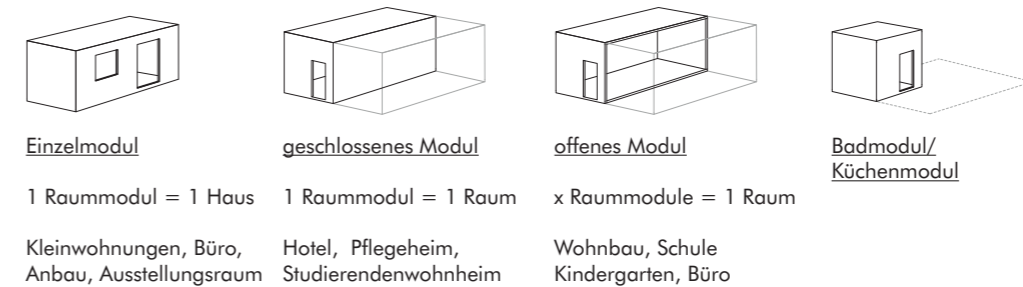 Einzelmodul
1 Raummodul = 1 Haus
Kleinwohnungen, Büro,
Anbau, Ausstellungsraum
geschlossenes Modul
1 Raummodul = 1 Raum
Hotel, Pflegeheim,
Studierendenwohnheim
offenes Modul
x Raummodule = 1 Raum
Wohnbau, Schule
Kindergarten, Büro
Badmodul/
Küchenmodul